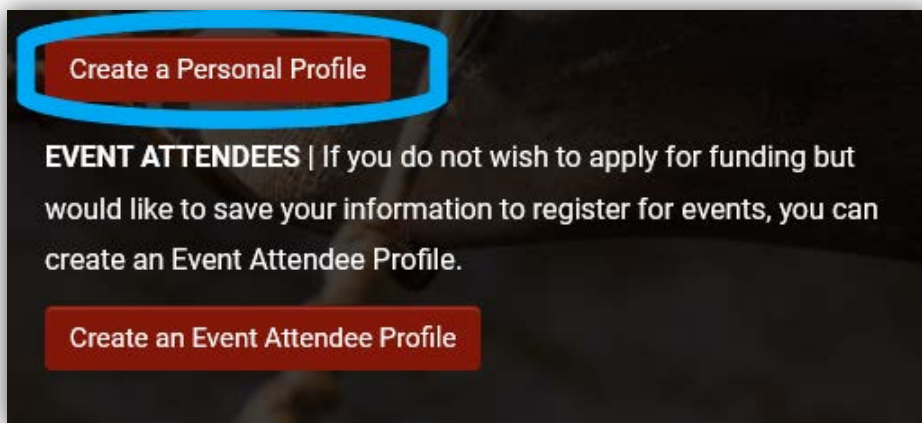 Create a Personal Profile
EVENT ATTENDEES | If you do not wish to apply for funding but
would like to save your information to register for events, you can
create an Event Attendee Profile.
Create an Event Attendee Profile